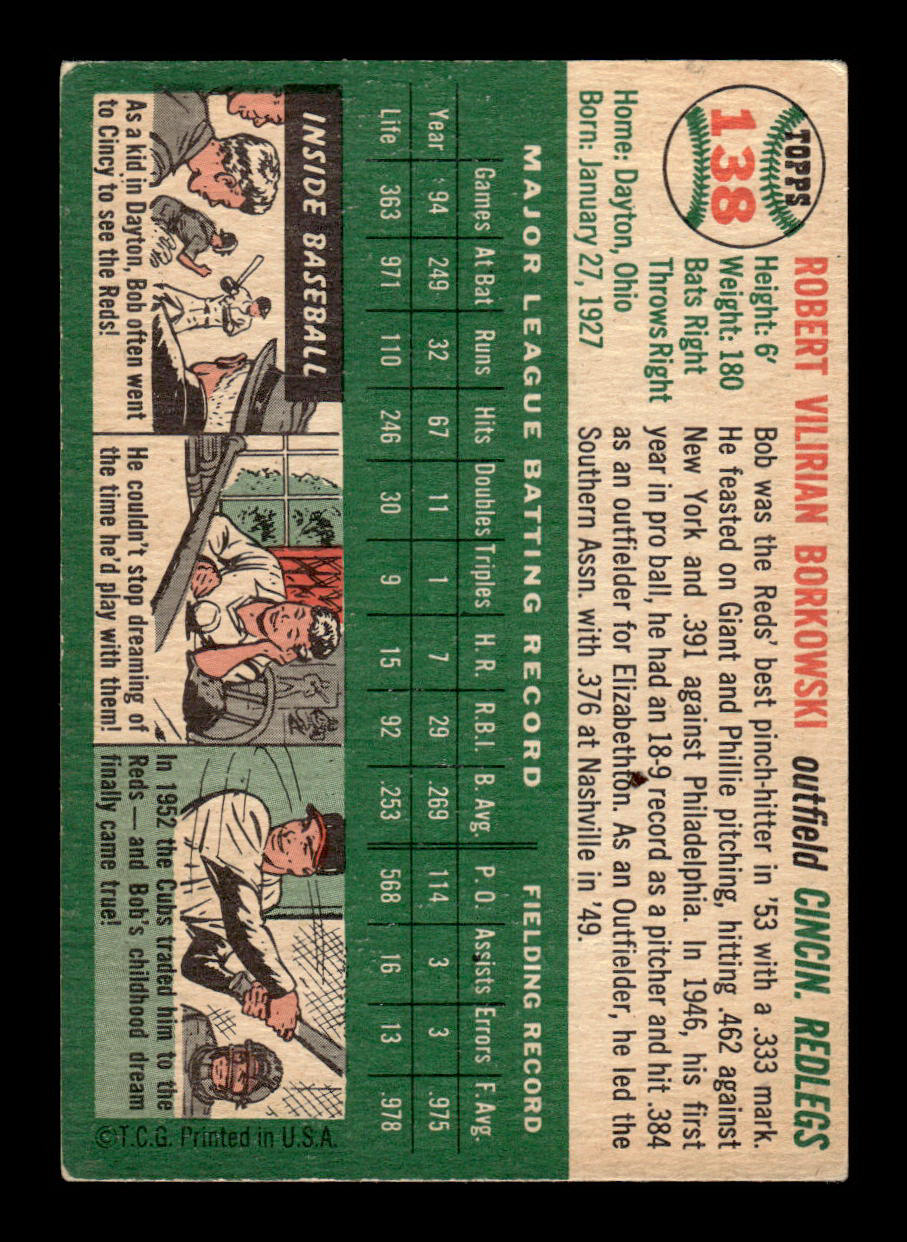 TOPPS
138
ROBERT VILIRIAN BORKOWSKI outfield CINCIN. REDLEGS
Height: 6'
Weight: 180
Bats Right
Throws Right
Home: Dayton, Ohio
Born: January 27, 1927
Bob was the Reds' best pinch-hitter in '53 with a .333 mark.
He feasted on Giant and Phillie pitching, hitting .462 against
New York and .391 against Philadelphia. In 1946, his first
year in pro ball, he had an 18-9 record as a pitcher and hit .384
as an outfielder for Elizabethton. As an Outfielder, he led the
Southern Assn. with .376 at Nashville in '49.
MAJOR LEAGUE BATTING RECORD FIELDING RECORD
Games At Bat Runs Hits Doubles Triples H. R. R.B.I. B. Avg. P. O. Assists Errors F. Avg.
Year 94 249 32 67 11 1 7 29 .269 114 3 3 .975
Life 363 971 110 246 30 9 15 92 .253 568 16 13 .978
INSIDE BASEBALL
As a kid in Dayton, Bob often went
to Cincy to see the Reds!
He couldn't stop dreaming of
the time he'd play with them!
In 1952 the Cubs traded him to the
Reds — and Bob's childhood dream
finally came true!
©T.C.G. Printed in U.S.A.